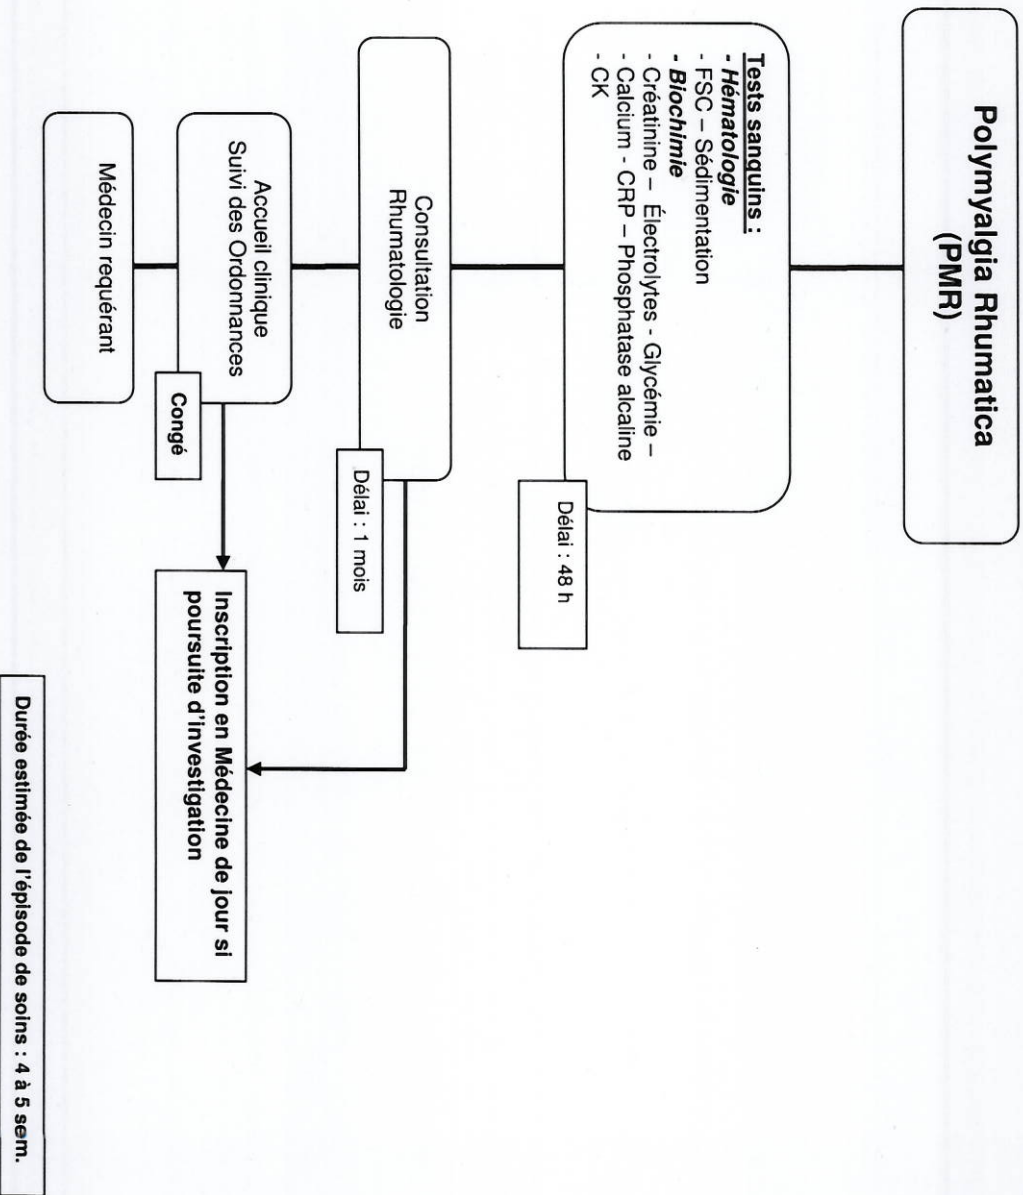 Polymyalgia Rhumatica
(PMR)
Tests sanquins :
- Hématologie
- FSC – Sédimentation
- Biochimie
- Créatinine – Électrolytes - Glycémie –
- Calcium - CRP – Phosphatase alcaline
- CK
Délai : 48 h
Consultation
Rhumatologie
Délai : 1 mois
Accueil clinique
Suivi des Ordonnances
Congé
Inscription en Médecine de jour si
poursuite d'investigation
Médecin requérant
Durée estimée de l'épisode de soins : 4 à 5 sem.